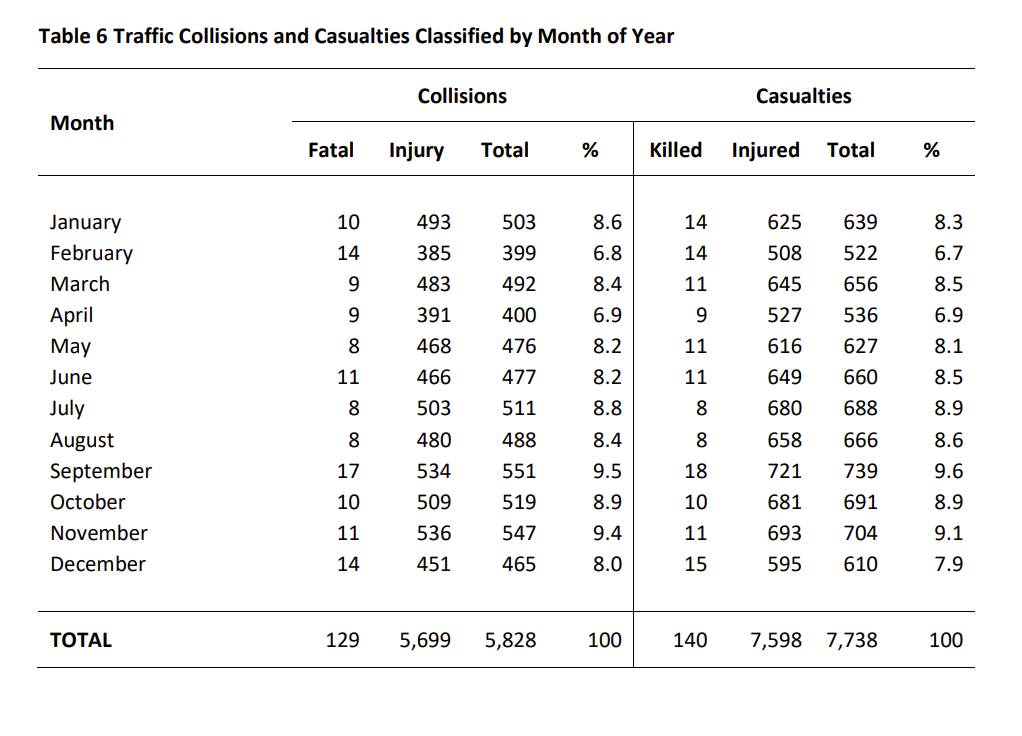 Table 6 Traffic Collisions and Casualties Classified by Month of Year
Collisions Casualties
Month
Fatal Injury Total % Killed Injured Total %
January 10 493 503 8.6 14 625 639 8.3
February 14 385 399 6.8 14 508 522 6.7
March 9 483 492 8.4 11 645 656 8.5
April 9 391 400 6.9 9 527 536 6.9
May 8 468 476 8.2 11 616 627 8.1
June 11 466 477 8.2 11 649 660 8.5
July 8 503 511 8.8 8 680 688 8.9
August 8 480 488 8.4 8 658 666 8.6
September 17 534 551 9.5 18 721 739 9.6
October 10 509 519 8.9 10 681 691 8.9
November 11 536 547 9.4 11 693 704 9.1
December 14 451 465 8.0 15 595 610 7.9
TOTAL 129 5,699 5,828 100 140 7,598 7,738 100